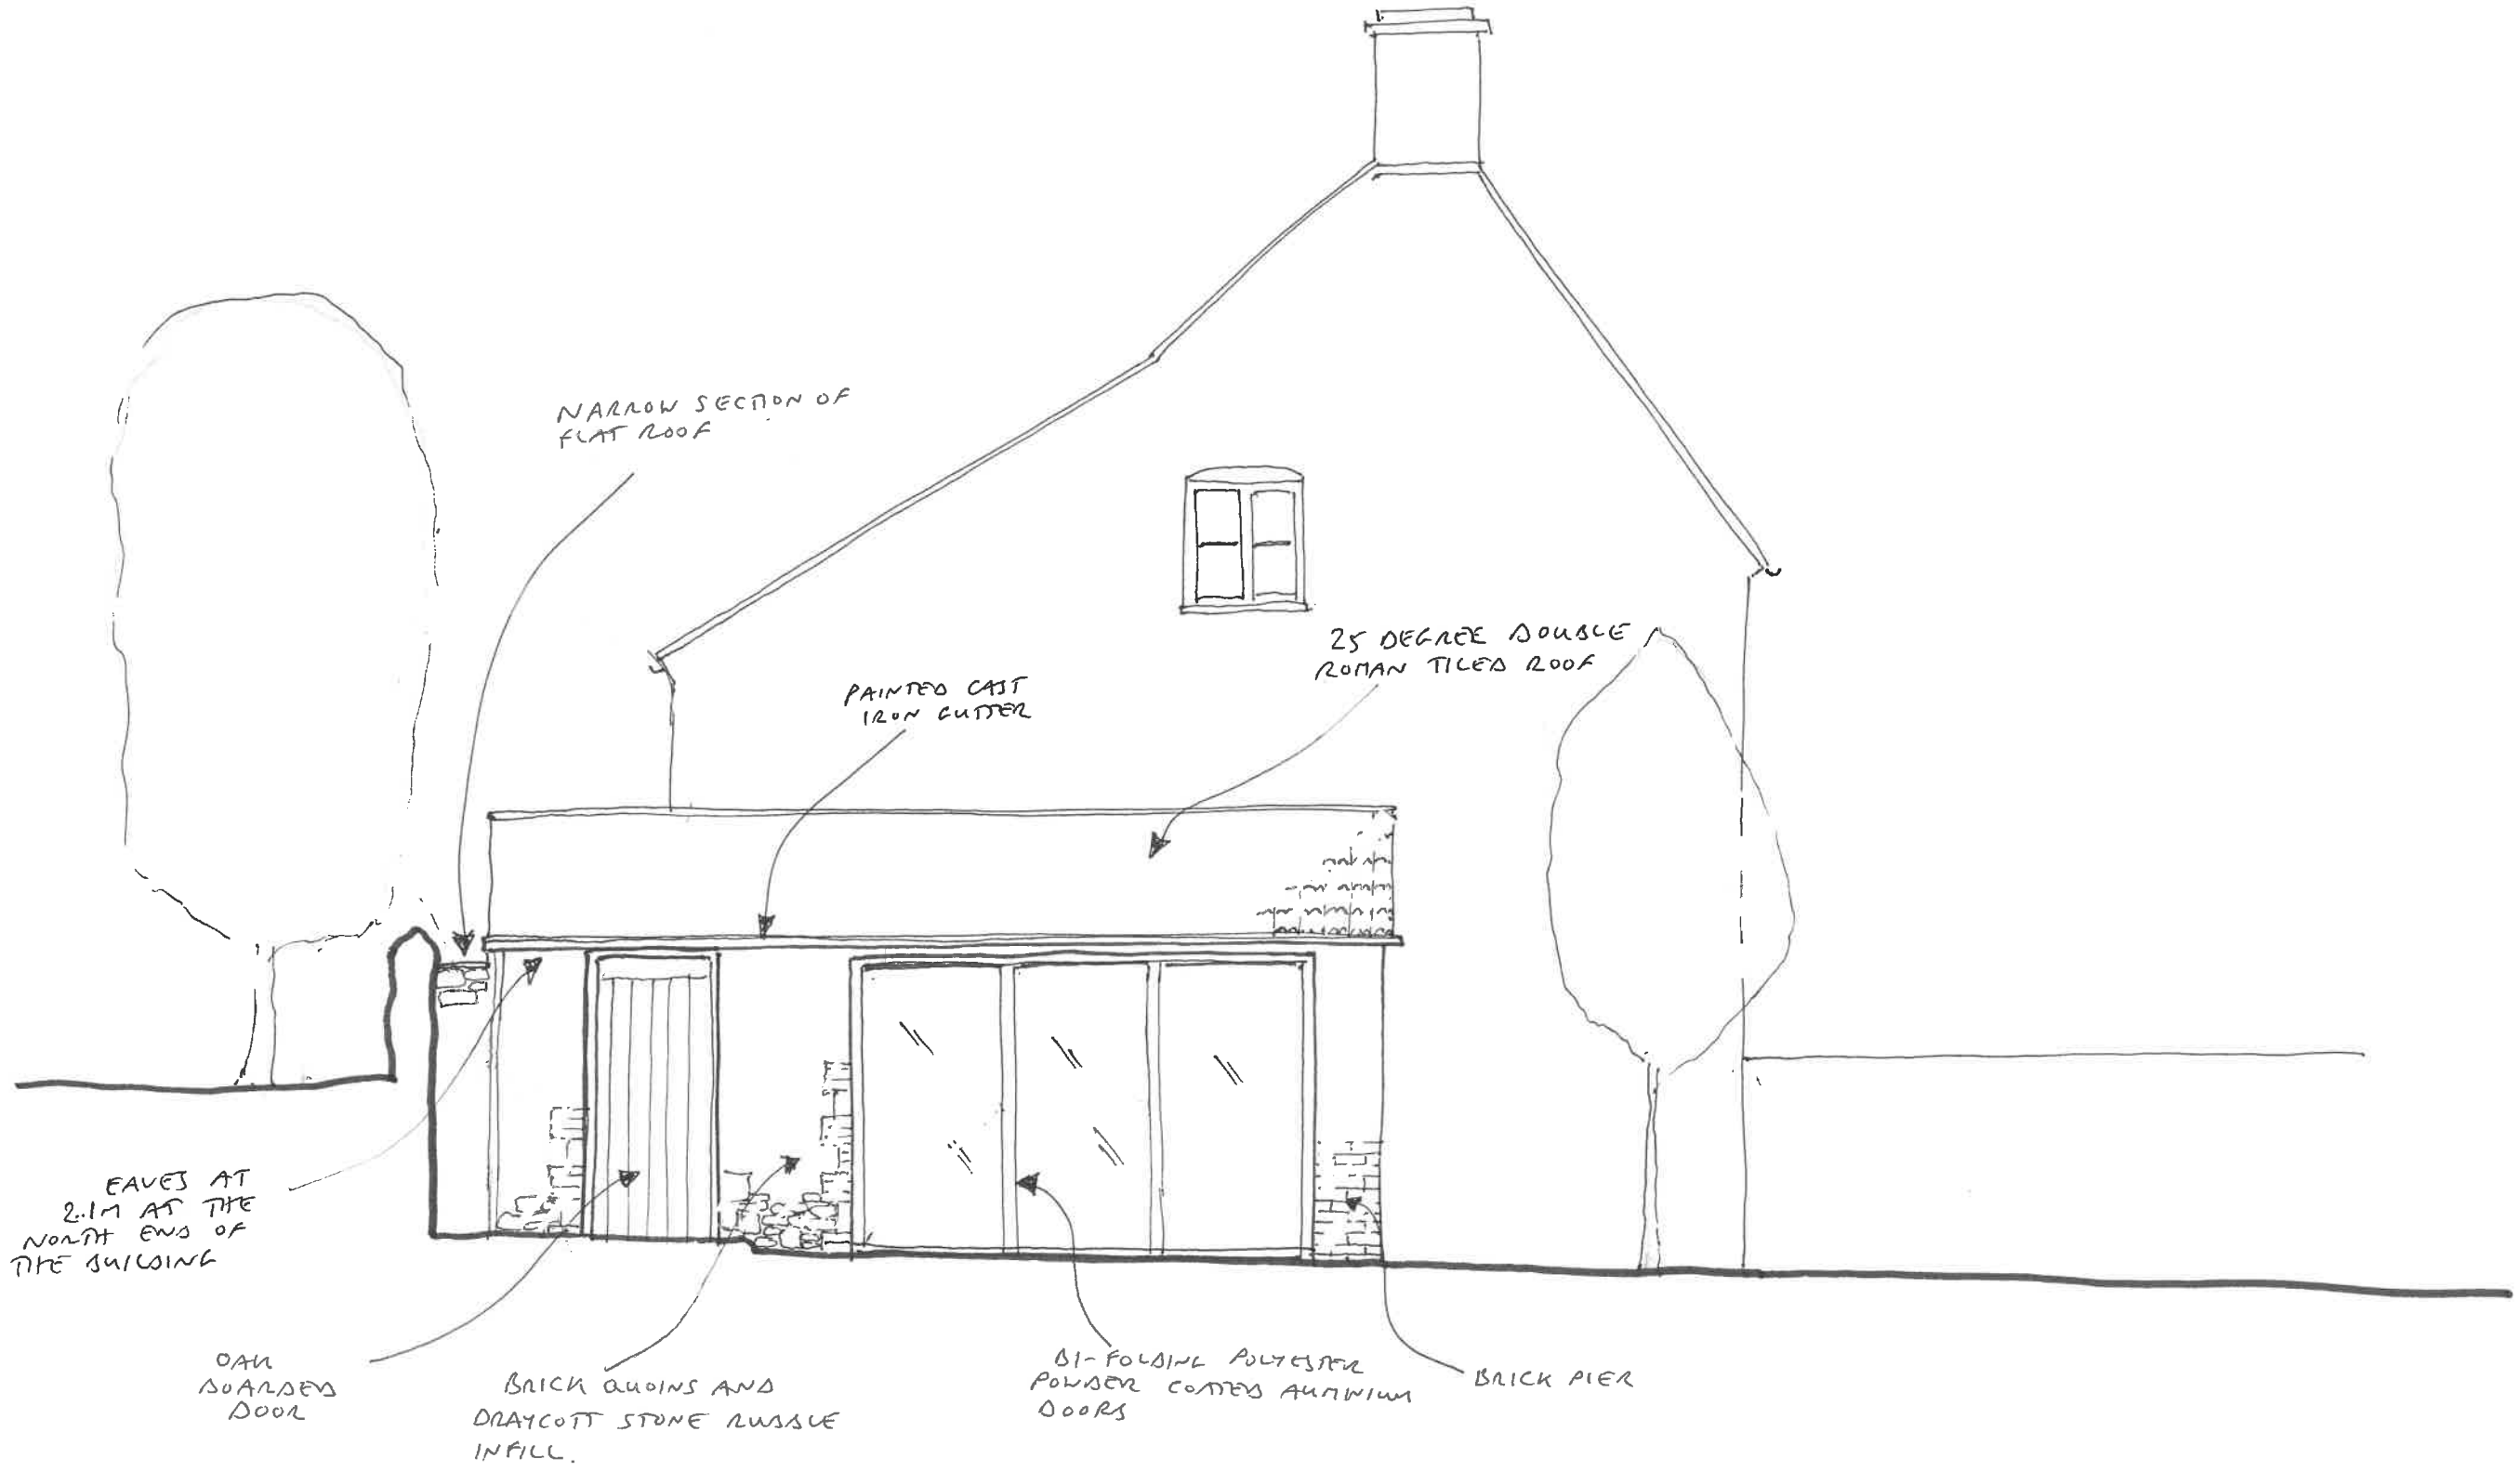 NARROW SECTION OF
FLAT ROOF
25 DEGREE DOUBLE
ROMAN TILED ROOF
PAINTED CAST
IRON GUTTER
EAVES AT
2.1M AT THE
NORTH END OF
THE BUILDING
OAK
BOARDED
DOOR
BRICK QUOINS AND
DRAYCOTT STONE RUBBLE
INFILL.
BI-FOLDING POLYESTER
POWDER COATED ALUMINIUM
DOORS
BRICK PIER